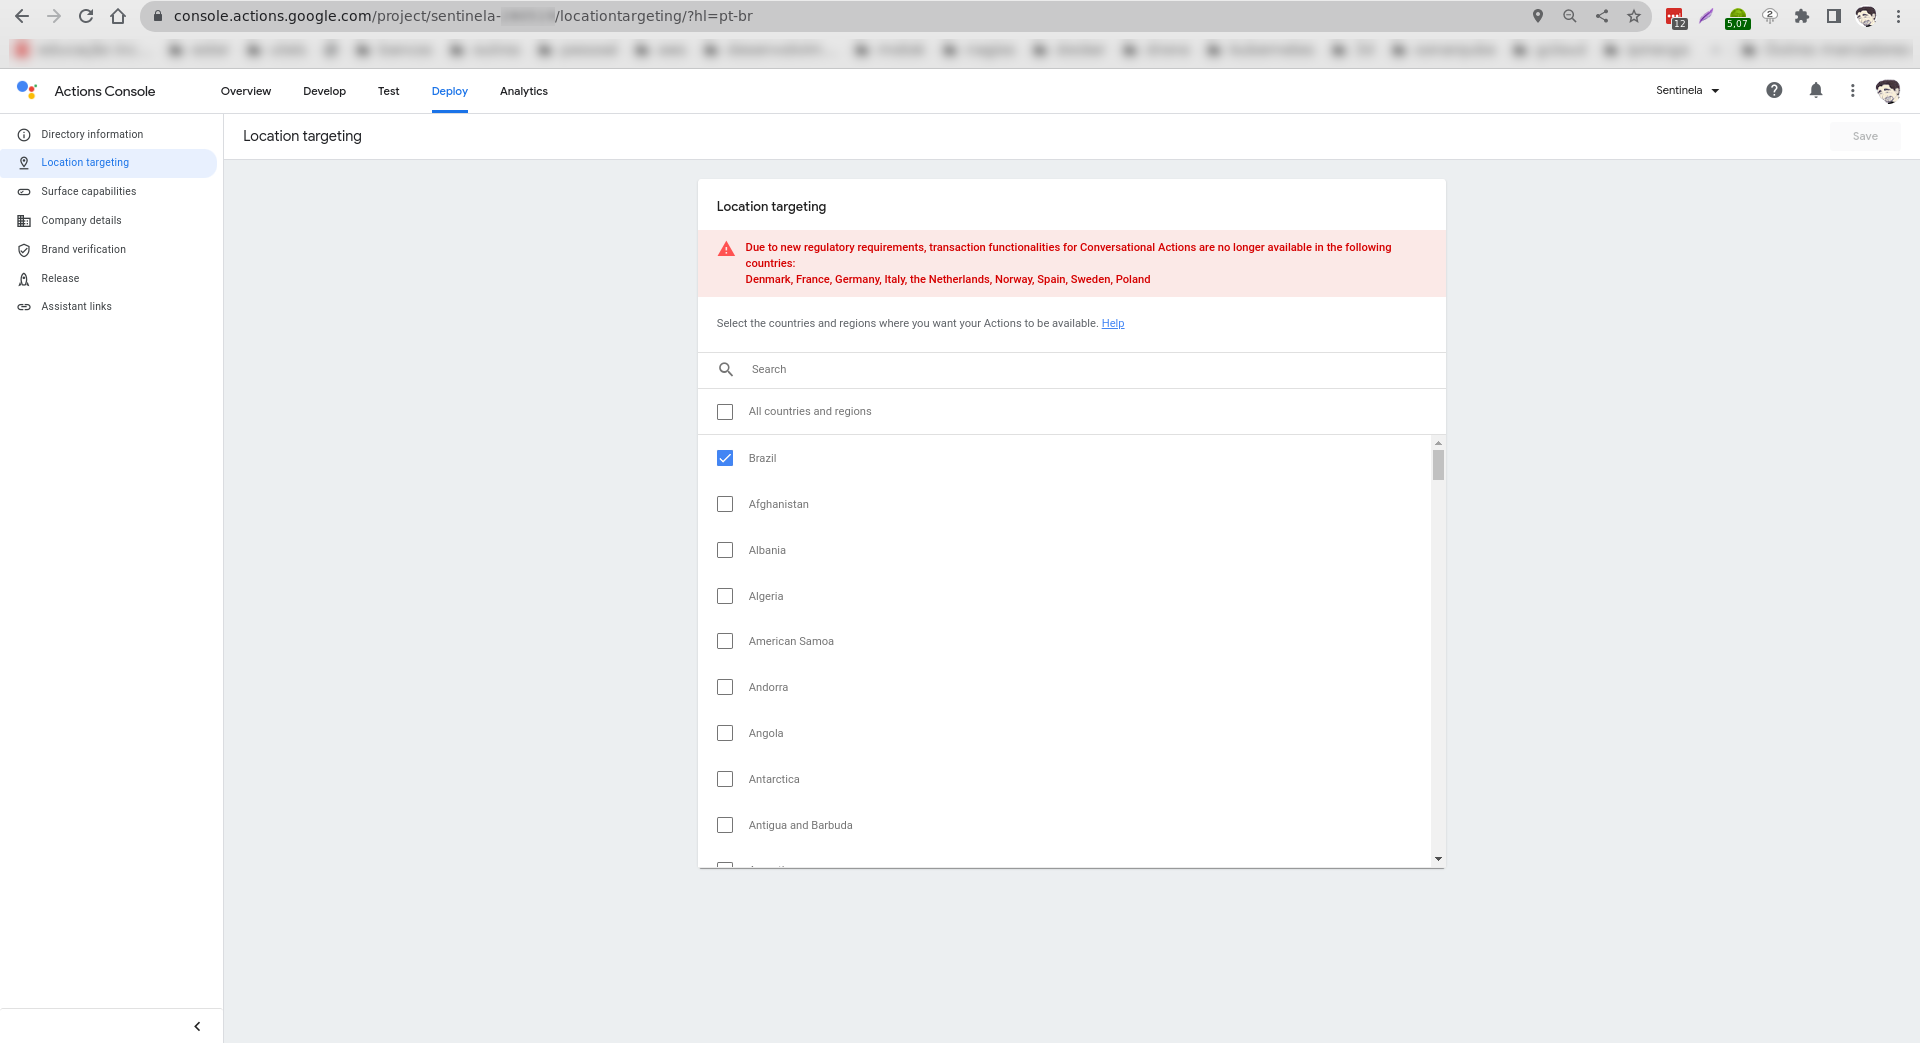 console.actions.google.com/project/sentinela-
/locationtargeting/?hl=pt-br
12
5,07
Actions Console
Overview
Develop
Test
Deploy
Analytics
Sentinela
Directory information
Location targeting
Surface capabilities
Company details
Brand verification
Release
Assistant links
Location targeting
Save
Location targeting
Due to new regulatory requirements, transaction functionalities for Conversational Actions are no longer available in the following
countries:
Denmark, France, Germany, Italy, the Netherlands, Norway, Spain, Sweden, Poland
Select the countries and regions where you want your Actions to be available. Help
Search
All countries and regions
Brazil
Afghanistan
Albania
Algeria
American Samoa
Andorra
Angola
Antarctica
Antigua and Barbuda